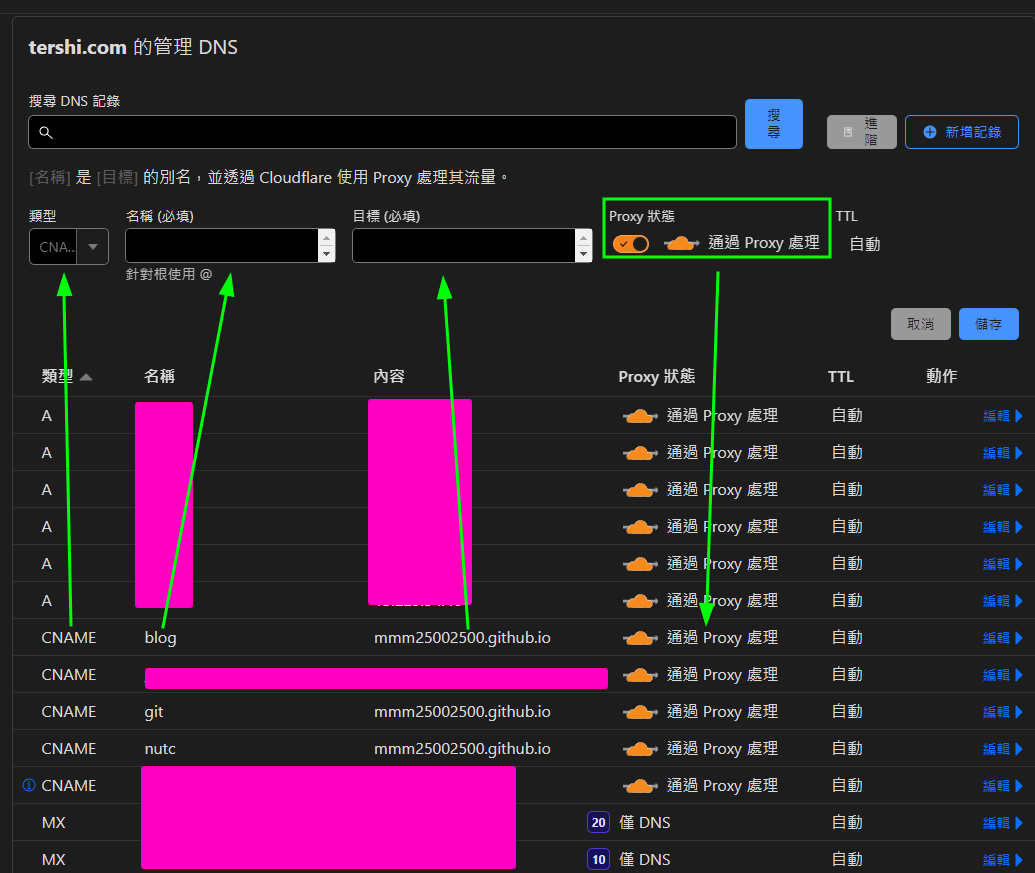 tershi.com 的管理 DNS
搜尋 DNS 記錄
搜
尋
進
階
新增記錄
[名稱] 是 [目標] 的別名，並透過 Cloudflare 使用 Proxy 處理其流量。
類型 名稱 (必填) 目標 (必填) Proxy 狀態 TTL
CNA... 通過 Proxy 處理 自動
針對根使用 @
取消 儲存
類型 名稱 內容 Proxy 狀態 TTL 動作
A 通過 Proxy 處理 自動 編輯
A 通過 Proxy 處理 自動 編輯
A 通過 Proxy 處理 自動 編輯
A 通過 Proxy 處理 自動 編輯
A 通過 Proxy 處理 自動 編輯
A 通過 Proxy 處理 自動 編輯
CNAME blog mmm25002500.github.io 通過 Proxy 處理 自動 編輯
CNAME 通過 Proxy 處理 自動 編輯
CNAME git mmm25002500.github.io 通過 Proxy 處理 自動 編輯
CNAME nutc mmm25002500.github.io 通過 Proxy 處理 自動 編輯
CNAME 通過 Proxy 處理 自動 編輯
MX 20 僅 DNS 自動 編輯
MX 10 僅 DNS 自動 編輯